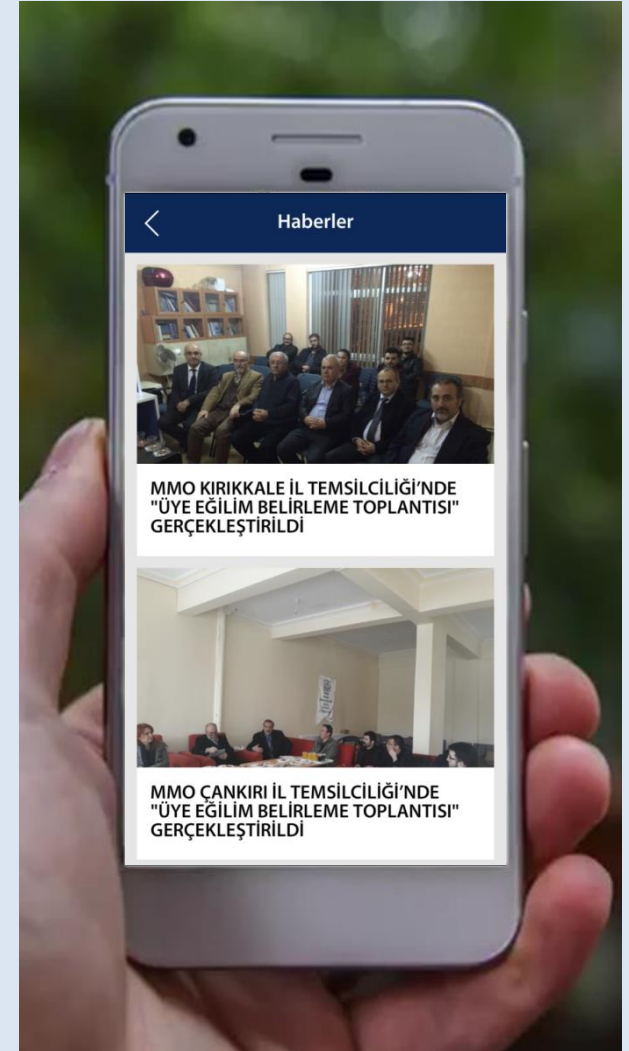 Haberler
MMO KIRIKKALE İL TEMSİLCİLİĞİ’NDE
"ÜYE EĞİLİM BELİRLEME TOPLANTISI"
GERÇEKLEŞTİRİLDİ
MMO ÇANKIRI İL TEMSİLCİLİĞİ’NDE
"ÜYE EĞİLİM BELİRLEME TOPLANTISI"
GERÇEKLEŞTİRİLDİ